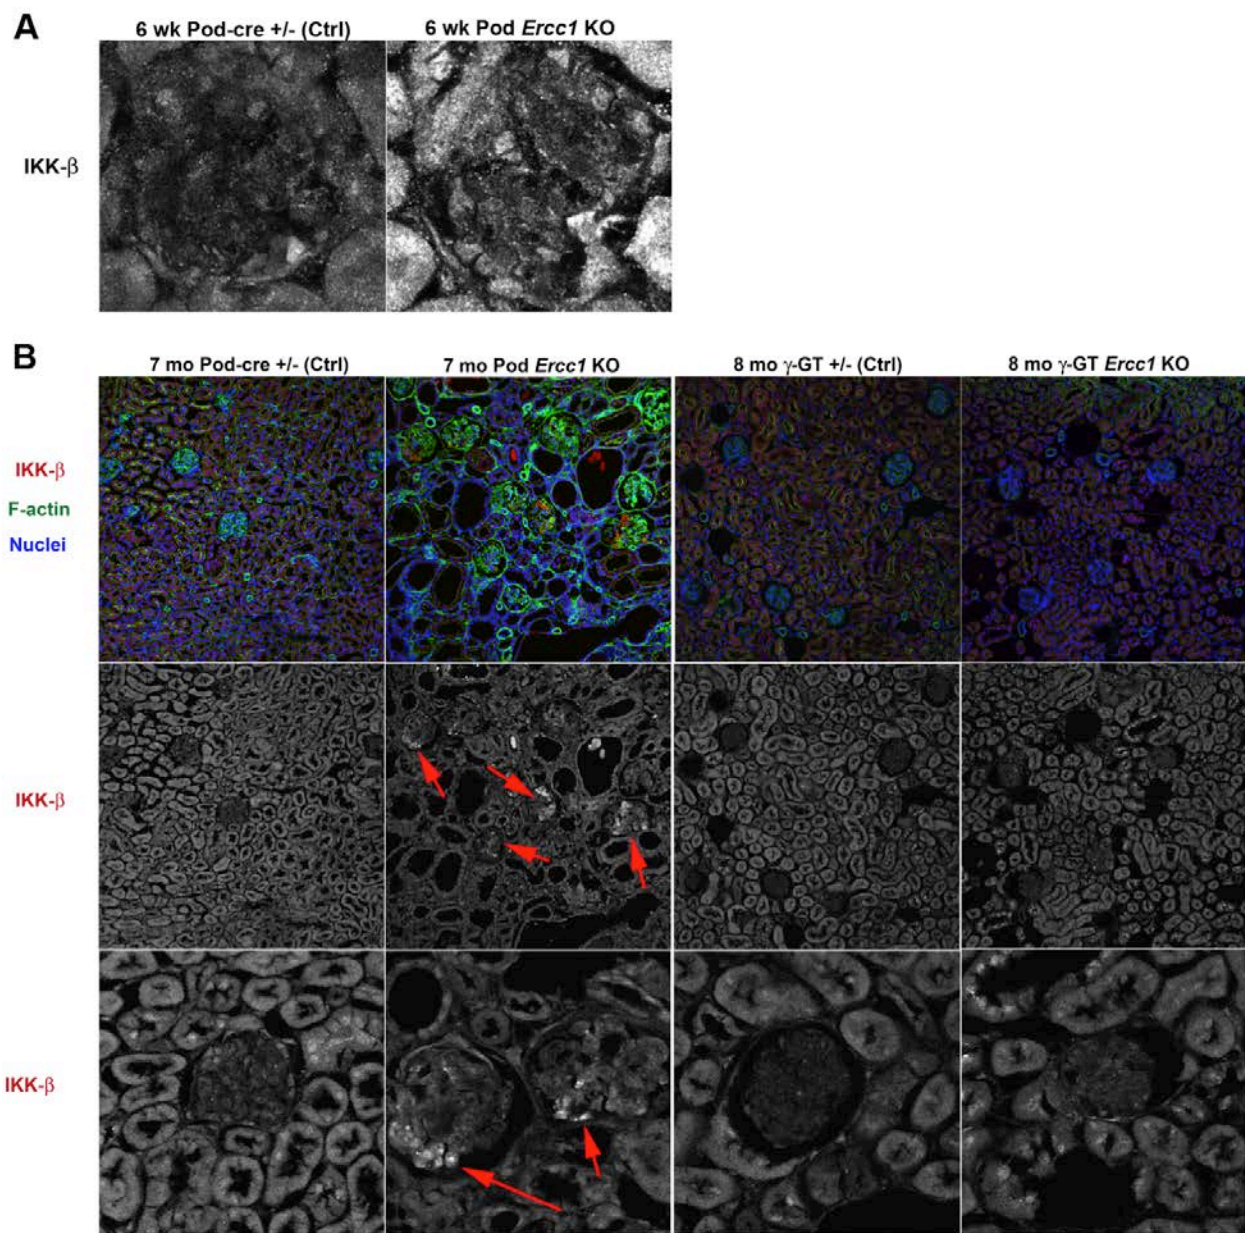 A
6 wk Pod-cre +/- (Ctrl) 6 wk Pod Ercc1 KO
IKK-β
B
7 mo Pod-cre +/- (Ctrl) 7 mo Pod Ercc1 KO 8 mo γ-GT +/- (Ctrl) 8 mo γ-GT Ercc1 KO
IKK-β
F-actin
Nuclei
IKK-β
IKK-β